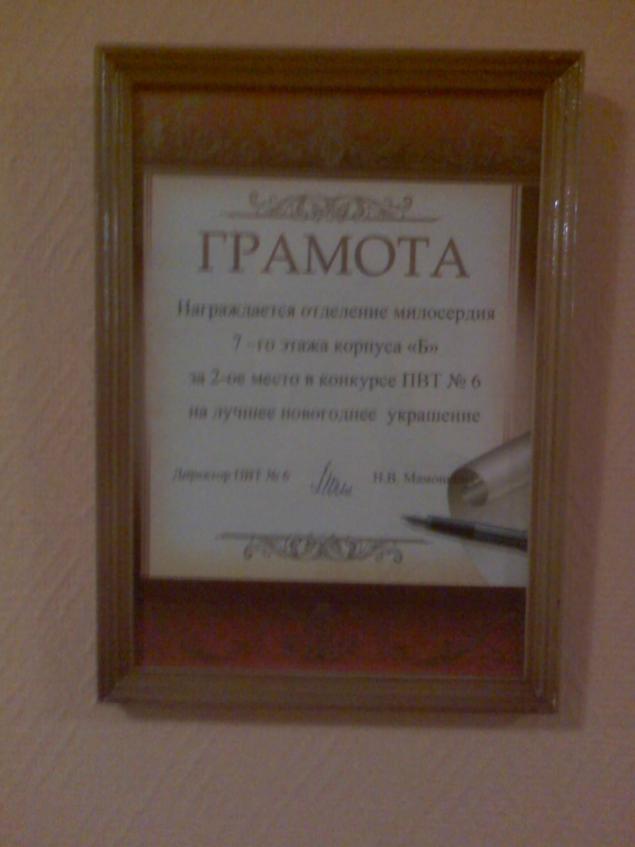 ГРАМОТА
Награждается отделение милосердия
7 -го этажа корпуса «Б»
за 2-ое место в конкурсе ПВТ № 6
на лучшее новогоднее украшение
Директор ПВТ № 6 Н.В.